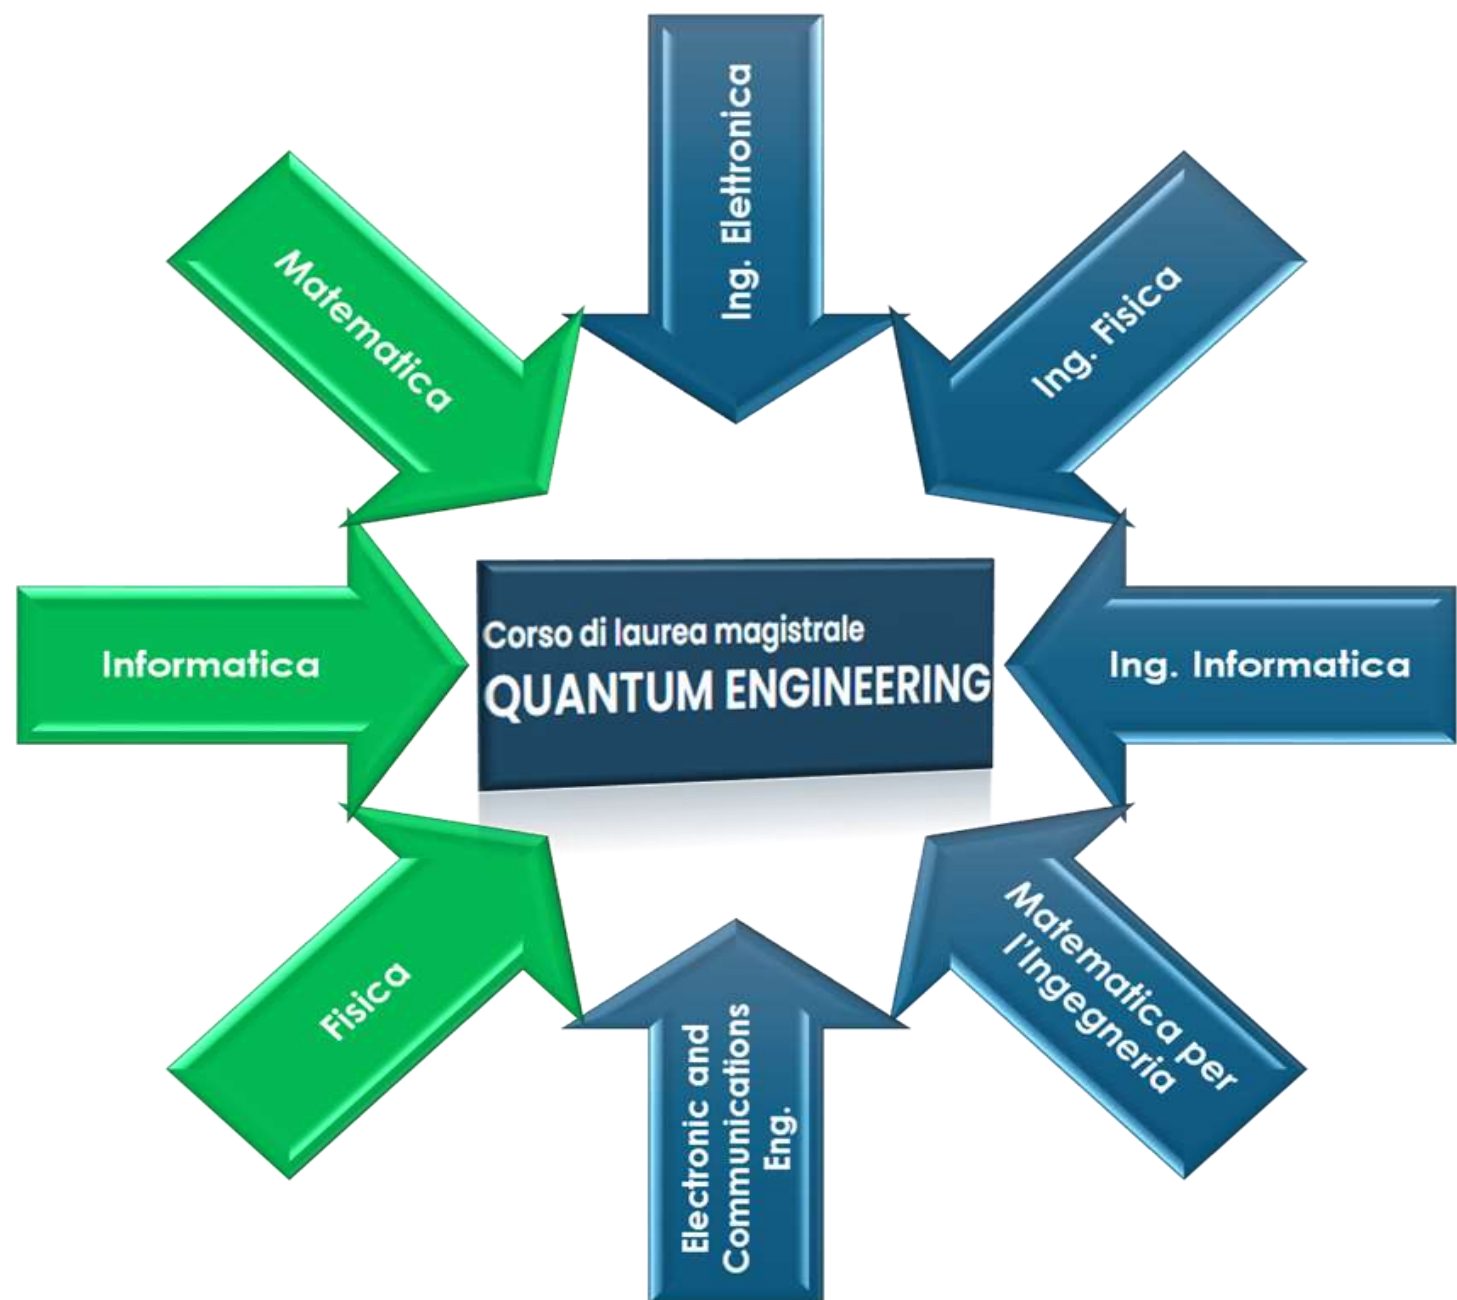 Ing. Elettronica
Ing. Fisica
Ing. Informatica
Matematica per
l'Ingegneria
Electronic and
Communications
Eng.
Fisica
Informatica
Matematica
Corso di laurea magistrale
QUANTUM ENGINEERING